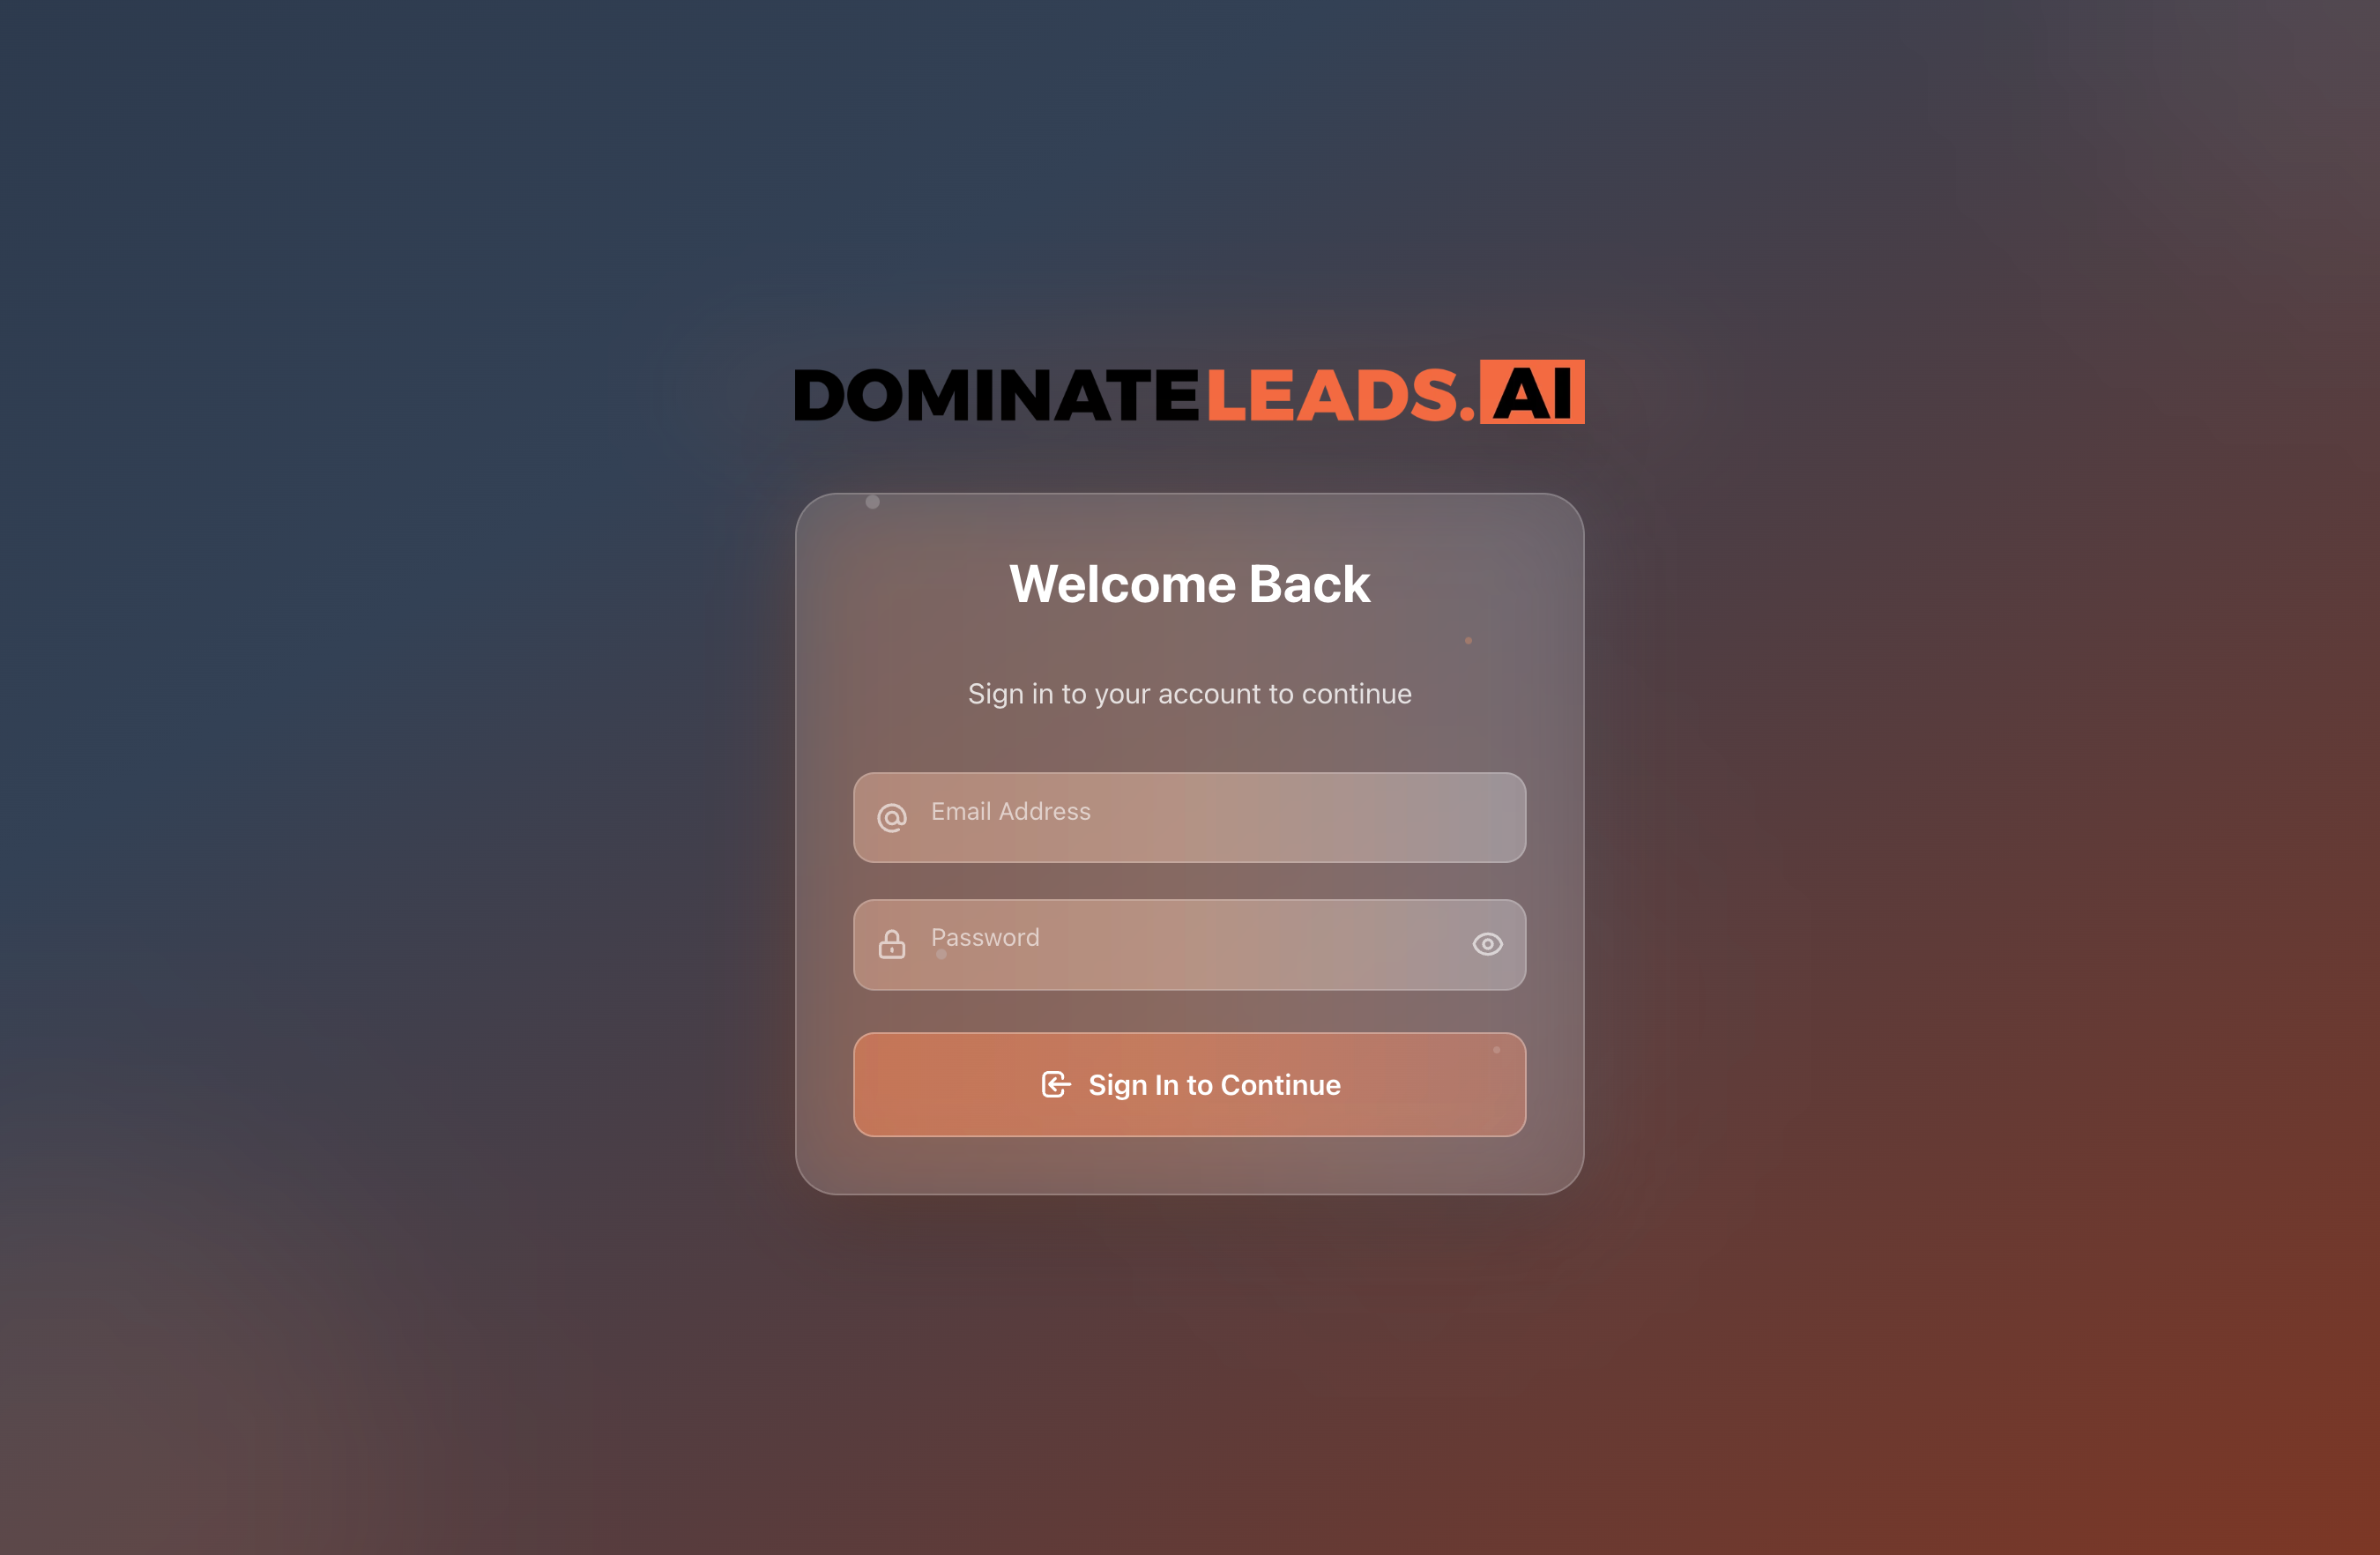 DOMINATELEADS.AI
Welcome Back
Sign in to your account to continue
Email Address
Password
Sign In to Continue